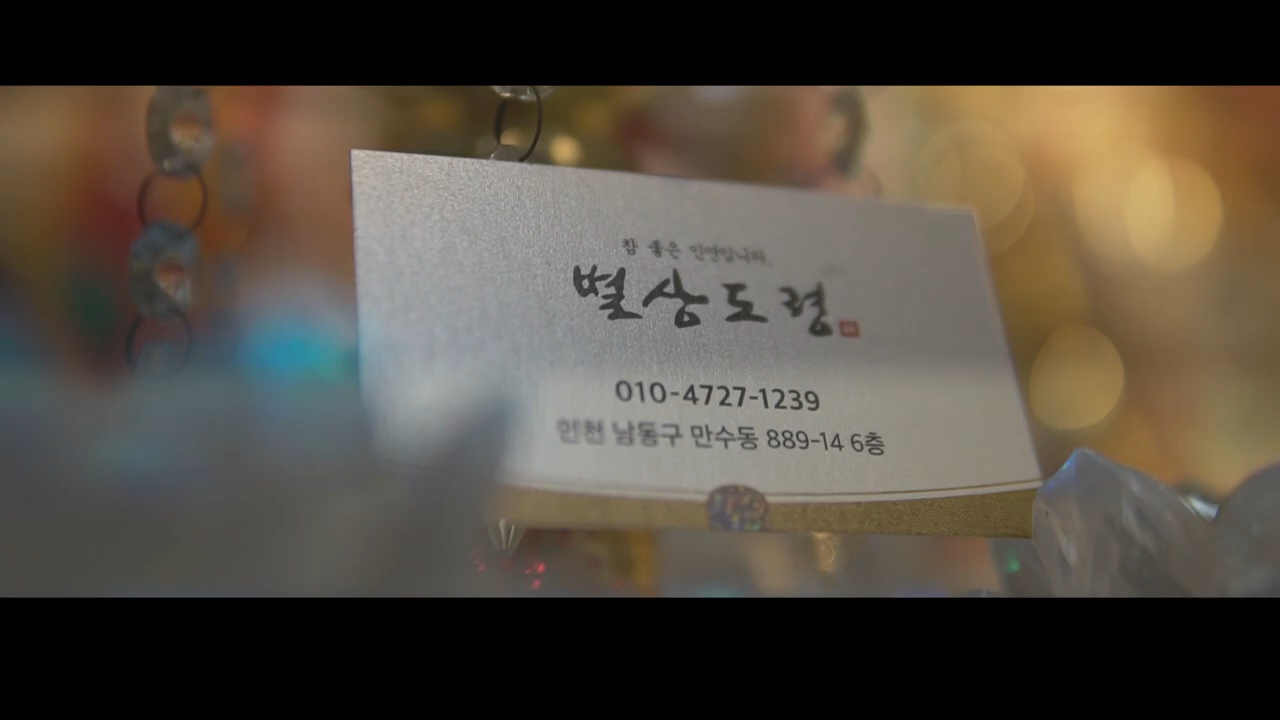 참 좋은 인연입니다.
별상도령
010-4727-1239
인천 남동구 만수동 889-14 6층